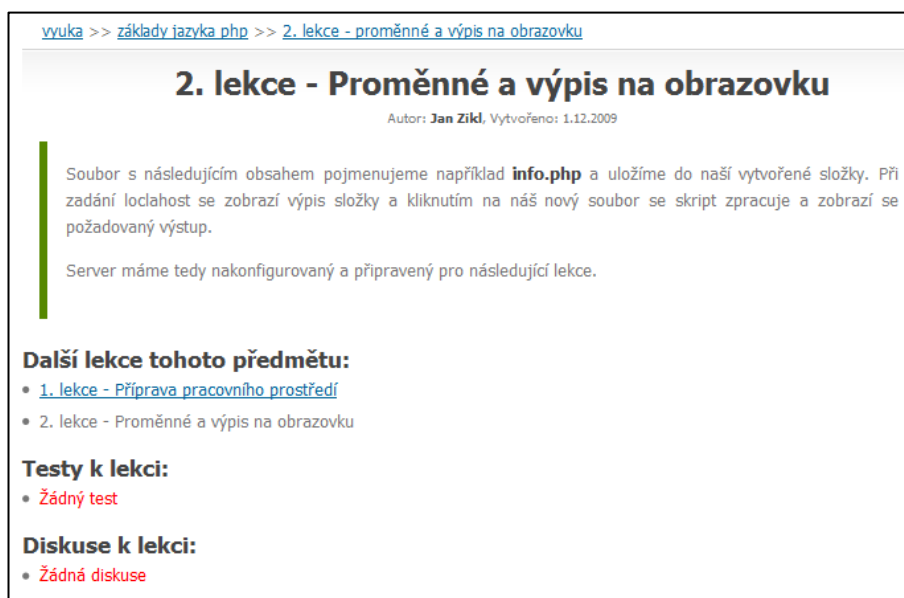 vyuka >> základy jazyka php >> 2. lekce - proměnné a výpis na obrazovku
2. lekce - Proměnné a výpis na obrazovku
Autor: Jan Zikl, Vytvořeno: 1.12.2009
Soubor s následujícím obsahem pojmenujeme například info.php a uložíme do naší vytvořené složky. Při
zadání loclahost se zobrazí výpis složky a kliknutím na náš nový soubor se skript zpracuje a zobrazí se
požadovaný výstup.
Server máme tedy nakonfigurovaný a připravený pro následující lekce.
Další lekce tohoto předmětu:
• 1. lekce - Příprava pracovního prostředí
• 2. lekce - Proměnné a výpis na obrazovku
Testy k lekci:
• Žádný test
Diskuse k lekci:
• Žádná diskuse